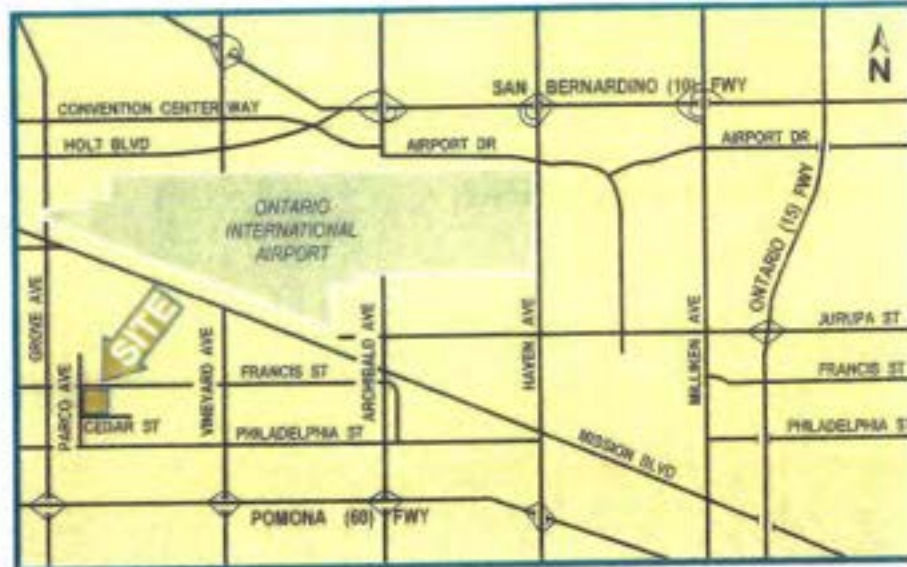 N
SAN BERNARDINO (10) FWY
CONVENTION CENTER WAY
HOLT BLVD
AIRPORT DR
AIRPORT DR
ONTARIO
INTERNATIONAL
AIRPORT
ONTARIO (15) FWY
GROVE AVE
SITE
VINEYARD AVE
ARCHIBALD AVE
HAVEN AVE
MILLIKEN AVE
JURUPA ST
PARCO AVE
FRANCIS ST
FRANCIS ST
CEDAR ST
PHILADELPHIA ST
PHILADELPHIA ST
MISSION BLVD
POMONA (60) FWY